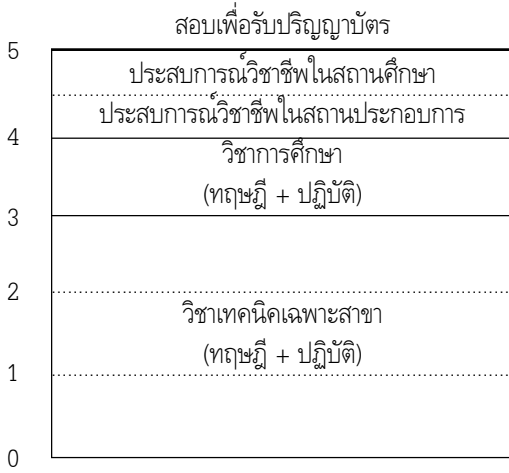 สอบเพื่อรับปริญญาบัตร
5
ประสบการณ์วิชาชีพในสถานศึกษา
ประสบการณ์วิชาชีพในสถานประกอบการ
4
วิชาการศึกษา
(ทฤษฎี + ปฏิบัติ)
3
2
วิชาเทคนิคเฉพาะสาขา
(ทฤษฎี + ปฏิบัติ)
1
0